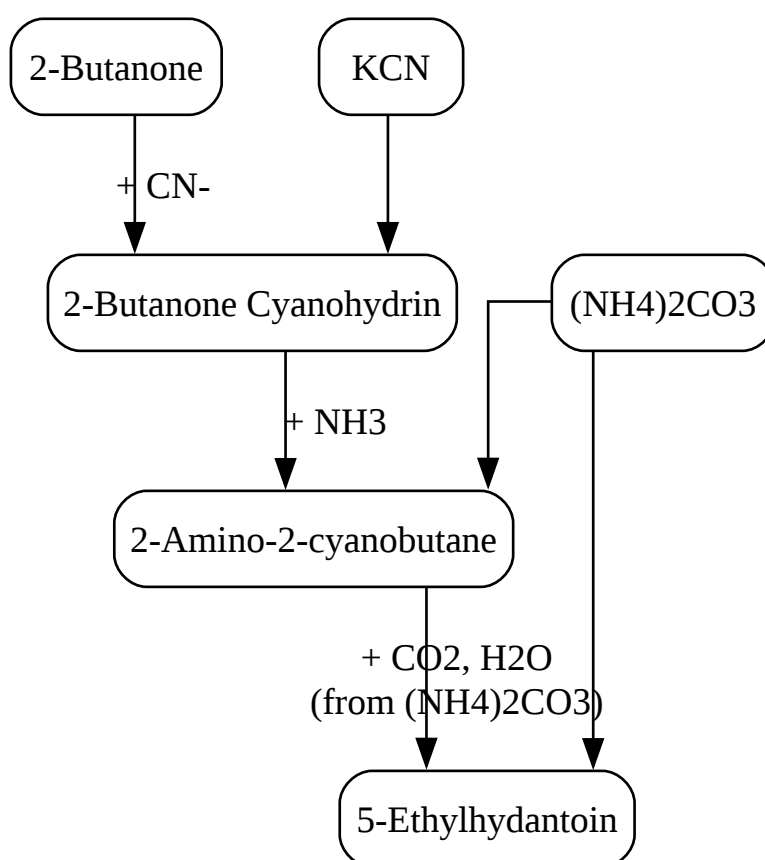 2-Butanone
KCN
+ CN-
2-Butanone Cyanohydrin
(NH4)2CO3
+ NH3
2-Amino-2-cyanobutane
+ CO2, H2O
(from (NH4)2CO3)
5-Ethylhydantoin